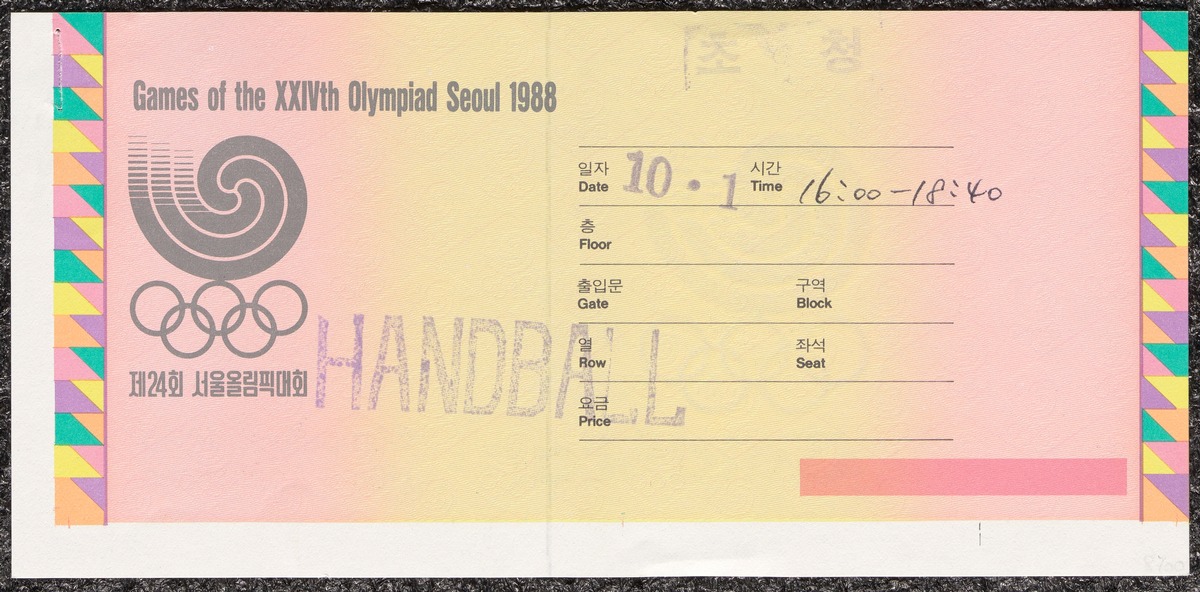 Games of the XXIVth Olympiad Seoul 1988
제24회 서울올림픽대회
HANDBALL
일자 10 · 1 시간 16:00-18:40
Date Time
층
Floor
출입문 구역
Gate Block
열 좌석
Row Seat
요금
Price